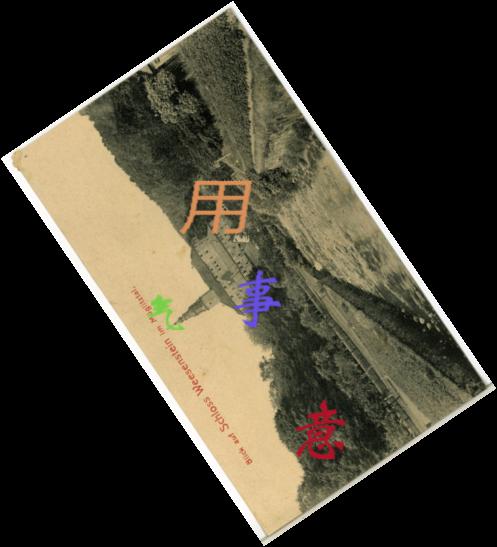 用
事
气
意
Blick auf Schloss Weesenstein im Müglitztal.